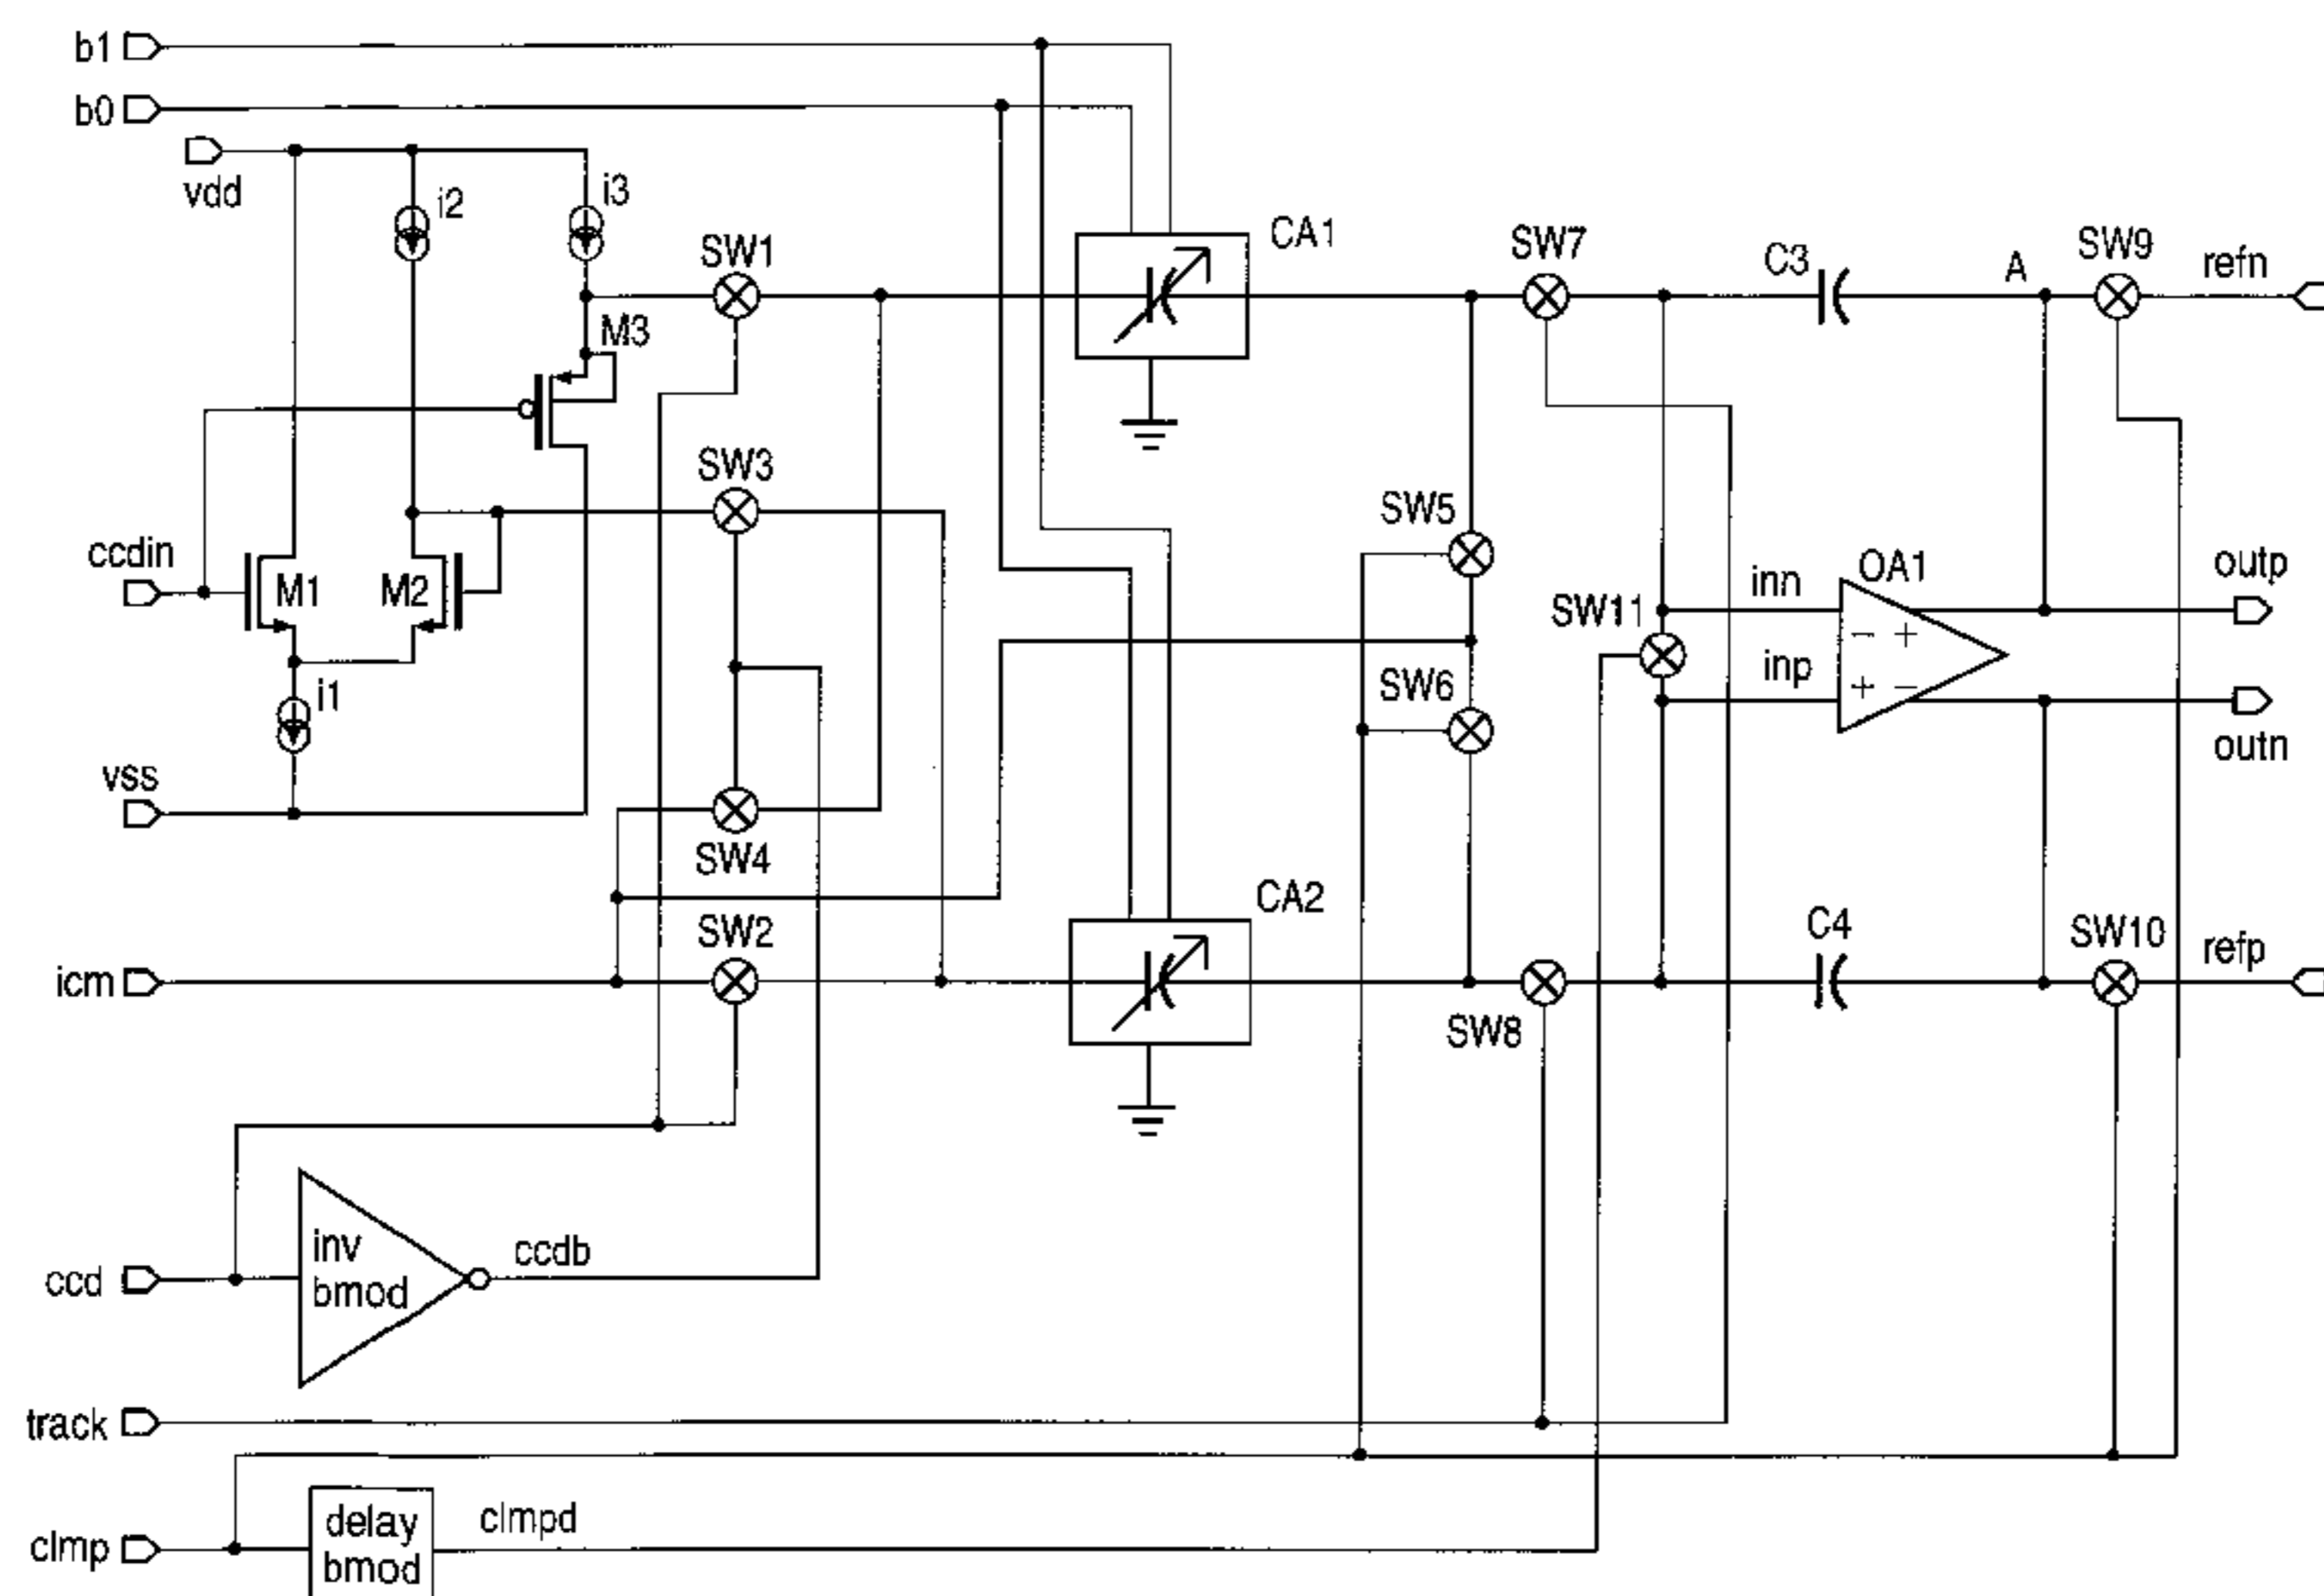 b1
b0
vdd
i2
i3
SW1
CA1
SW7
C3
A
SW9
refn
M3
SW3
SW5
ccdin
M1
M2
OA1
outp
inn
SW11
inp
- +
+ -
SW6
outn
i1
vss
SW4
SW2
CA2
C4
SW10
refp
icm
SW8
inv
bmod
ccdb
ccd
track
clmpd
delay
bmod
clmp